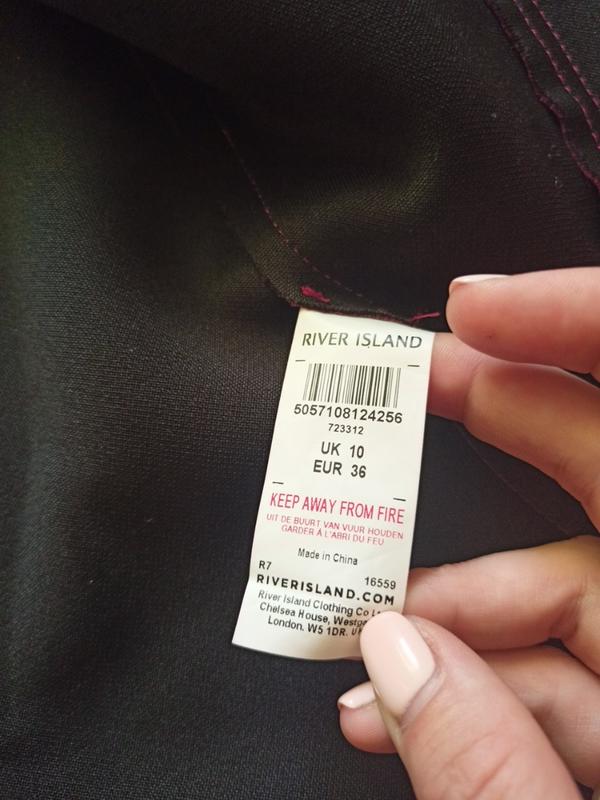 RIVER ISLAND
5057108124256
723312
UK 10
EUR 36
KEEP AWAY FROM FIRE
UIT DE BUURT VAN VUUR HOUDEN
GARDER À L'ABRI DU FEU
Made in China
R7 16559
RIVERISLAND.COM
River Island Clothing Co
Chelsea House,
London. W5 1DR.